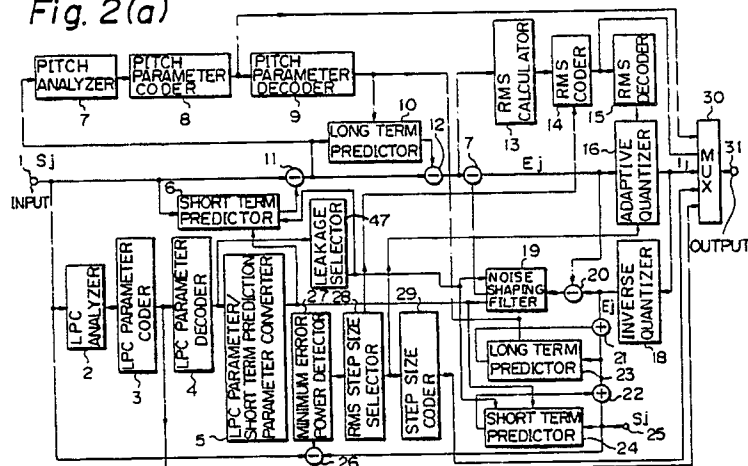 Fig. 2(a)
PITCH ANALYZER
7
PITCH PARAMETER CODER
8
PITCH PARAMETER DECODER
9
10
LONG TERM PREDICTOR
RMS CALCULATOR
13
RMS CODER
14
RMS DECODER
15
30
MUX
31
OUTPUT
1 Sj
INPUT
11
12
7
Ej
16
ADAPTIVE QUANTIZER
Ij
6
SHORT TERM PREDICTOR
LEAKAGE SELECTOR
47
LPC ANALYZER
2
LPC PARAMETER CODER
3
LPC PARAMETER DECODER
4
LPC PARAMETER/ SHORT TERM PREDICTION PARAMETER CONVERTER
5
27
MINIMUM ERROR POWER DETECTOR
28
RMS STEP SIZE SELECTOR
29
STEP SIZE CODER
19
NOISE SHAPING FILTER
20
Ej
INVERSE QUANTIZER
18
21
LONG TERM PREDICTOR
23
22
SHORT TERM PREDICTOR
24
Sj
25
26